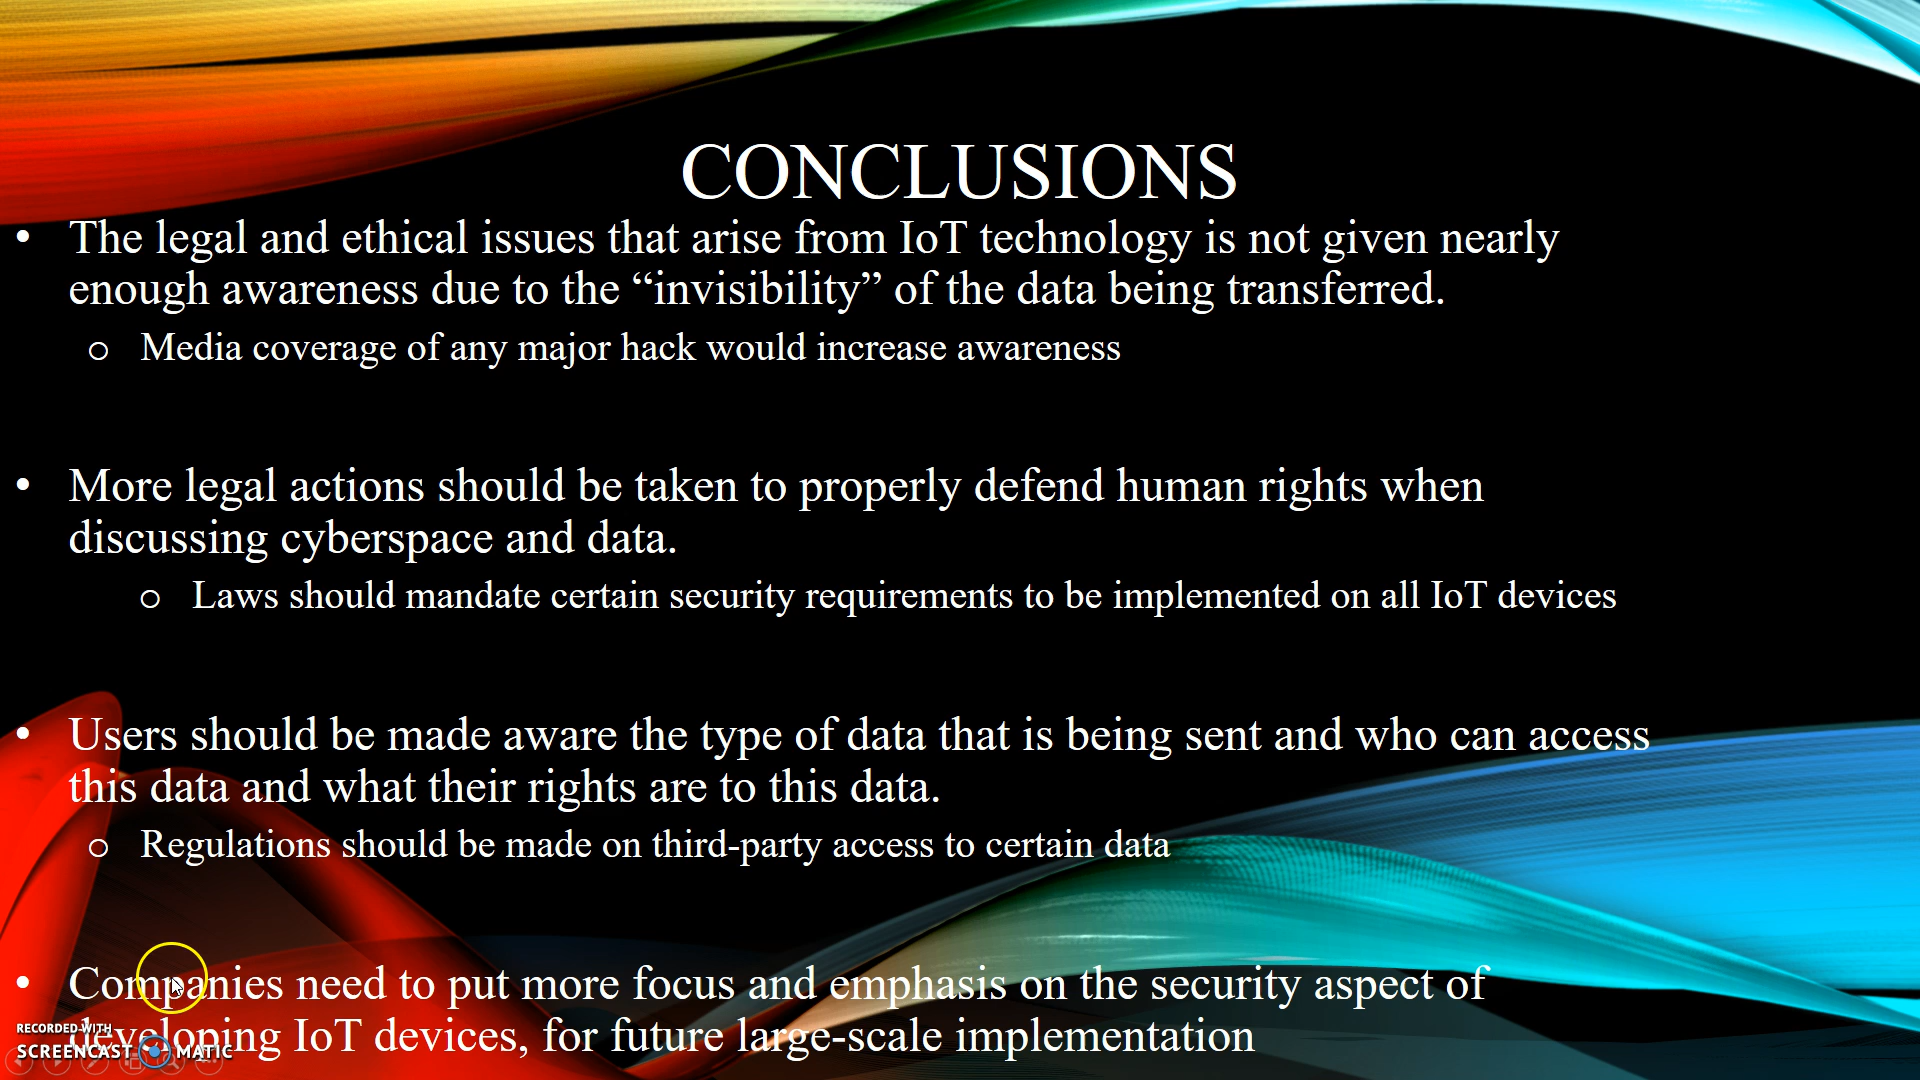 CONCLUSIONS
• The legal and ethical issues that arise from IoT technology is not given nearly
enough awareness due to the “invisibility” of the data being transferred.
o Media coverage of any major hack would increase awareness
• More legal actions should be taken to properly defend human rights when
discussing cyberspace and data.
o Laws should mandate certain security requirements to be implemented on all IoT devices
• Users should be made aware the type of data that is being sent and who can access
this data and what their rights are to this data.
o Regulations should be made on third-party access to certain data
• Companies need to put more focus and emphasis on the security aspect of
developing IoT devices, for future large-scale implementation
RECORDED WITH
SCREENCAST MATIC